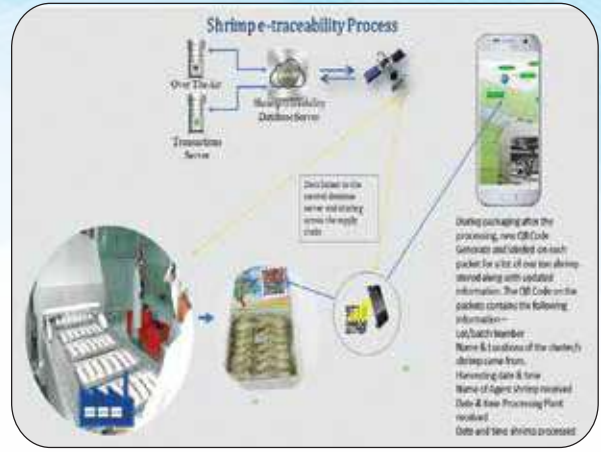 Shrimp e-traceability Process
Over The Air
Shrimp e-traceability
Database Server
Transactions
Server
Data linked to the
central database
server and sharing
across the supply
chain
During packaging after the
processing, new QR Code
Generate and labeled on each
packet for a lot of one ton shrimp
stored along with updated
information. The QR Code on the
packets contains the following
information—
Lot/batch Number
Name & Locations of the cluster/s
shrimp came from.
Harvesting date & time
Name of Agent shrimp received
Date & time Processing Plant
received
Date and time shrimp processed